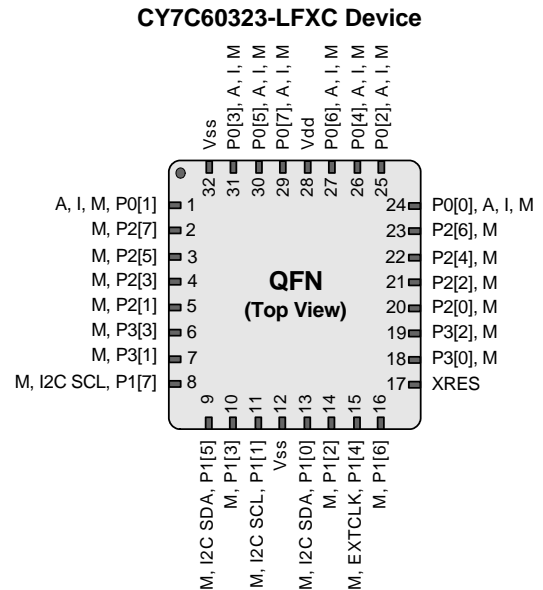 CY7C60323-LFXC Device
Vss
P0[3], A, I, M
P0[5], A, I, M
P0[7], A, I, M
Vdd
P0[6], A, I, M
P0[4], A, I, M
P0[2], A, I, M
32
31
30
29
28
27
26
25
A, I, M, P0[1] 1
M, P2[7] 2
M, P2[5] 3
M, P2[3] 4
M, P2[1] 5
M, P3[3] 6
M, P3[1] 7
M, I2C SCL, P1[7] 8
QFN
(Top View)
24 P0[0], A, I, M
23 P2[6], M
22 P2[4], M
21 P2[2], M
20 P2[0], M
19 P3[2], M
18 P3[0], M
17 XRES
9
10
11
12
13
14
15
16
M, I2C SDA, P1[5]
M, P1[3]
M, I2C SCL, P1[1]
Vss
M, I2C SDA, P1[0]
M, P1[2]
M, EXTCLK, P1[4]
M, P1[6]